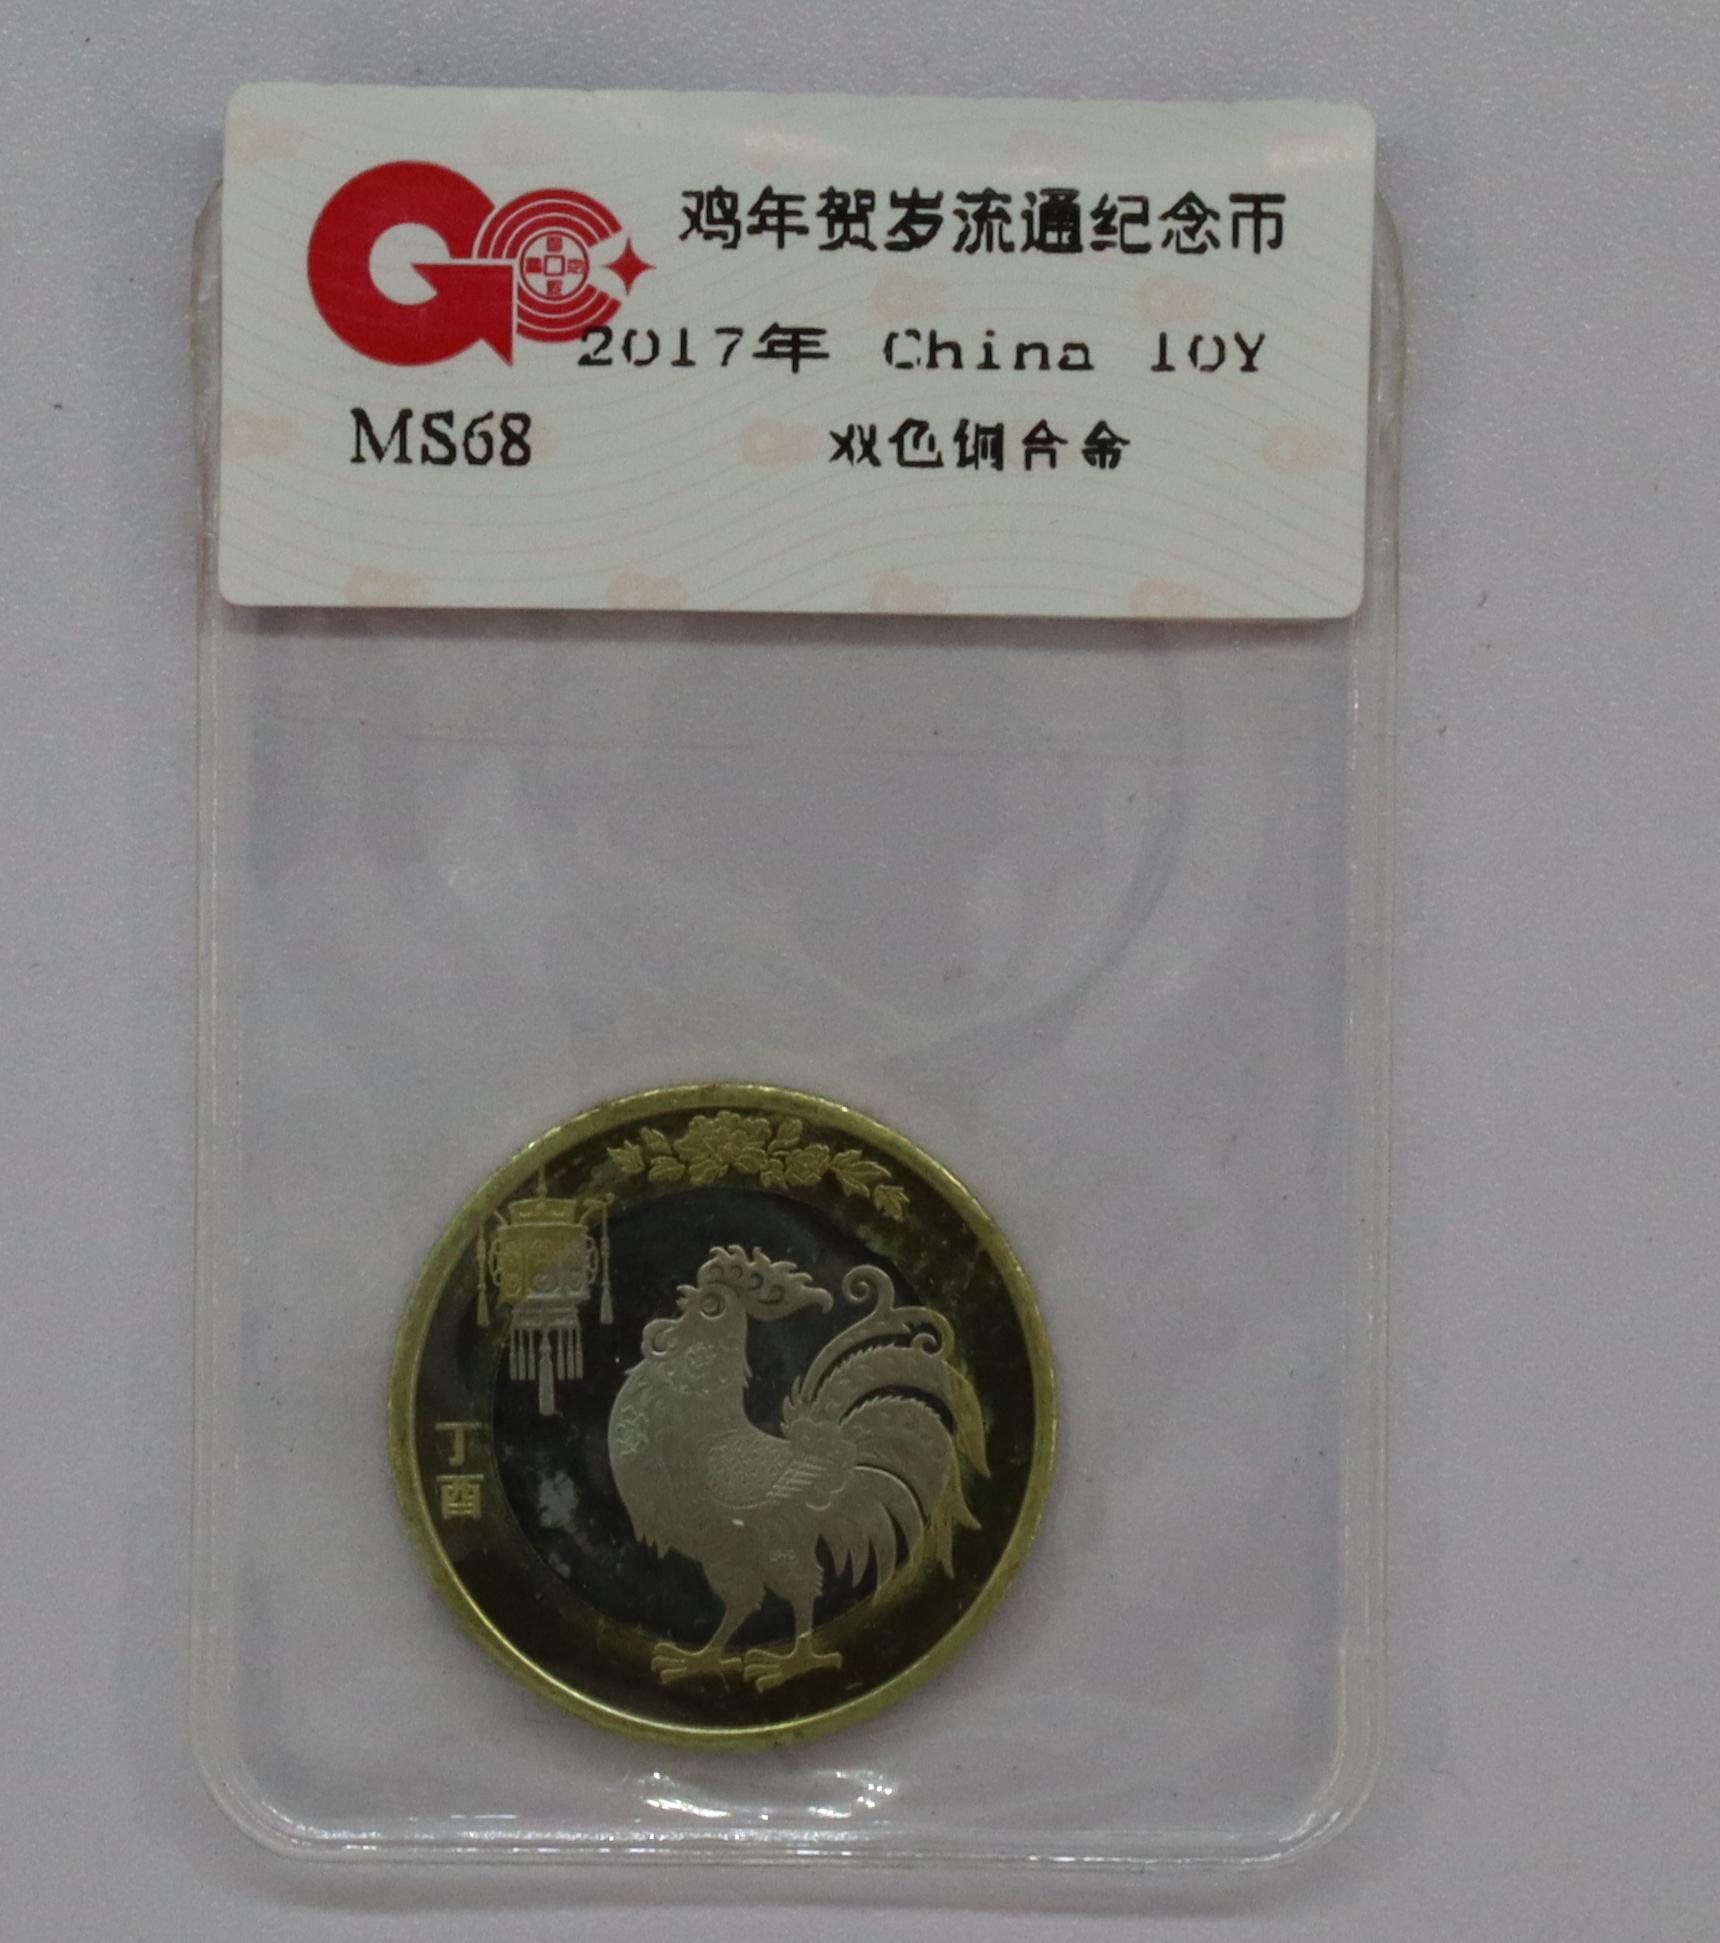 鸡年贺岁流通纪念币
2017年 China 10Y
MS68
双色铜合金
丁
酉